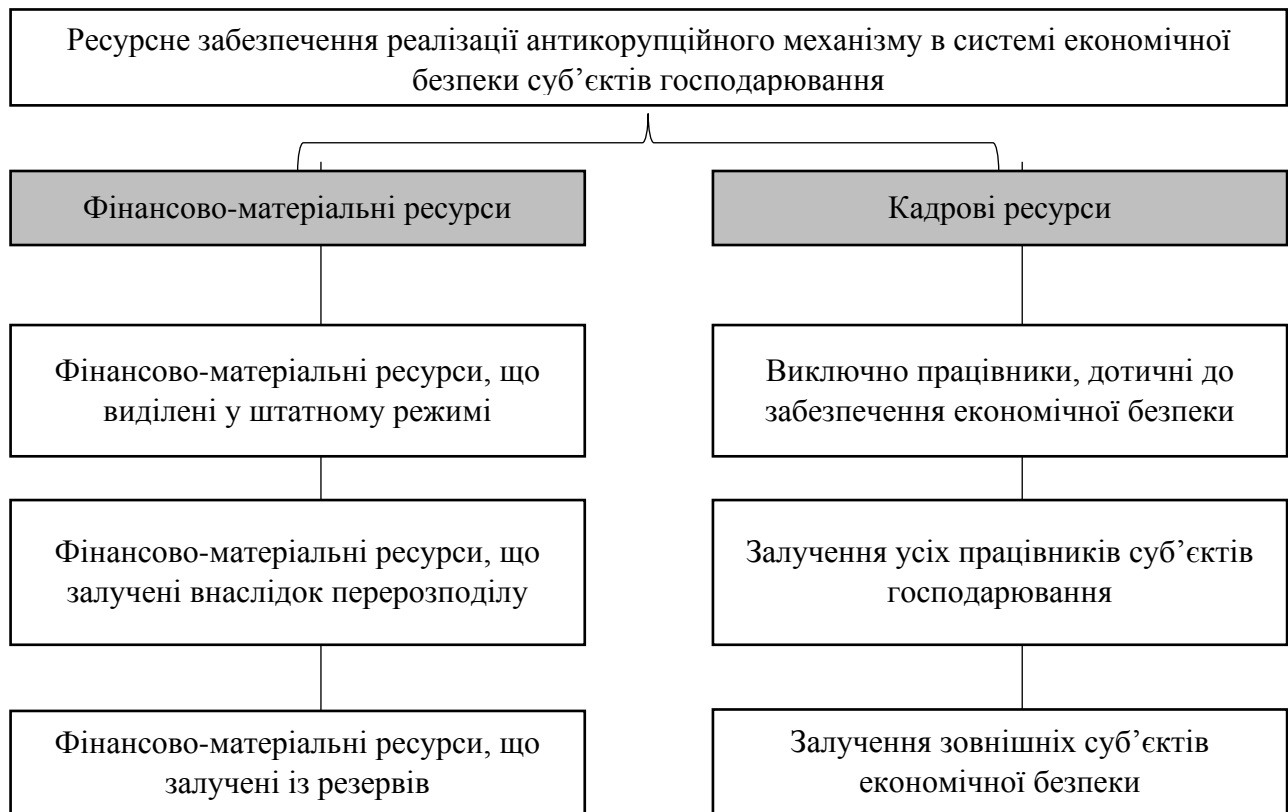 Ресурсне забезпечення реалізації антикорупційного механізму в системі економічної
безпеки суб’єктів господарювання
Фінансово-матеріальні ресурси
Кадрові ресурси
Фінансово-матеріальні ресурси, що
виділені у штатному режимі
Виключно працівники, дотичні до
забезпечення економічної безпеки
Фінансово-матеріальні ресурси, що
залучені внаслідок перерозподілу
Залучення усіх працівників суб’єктів
господарювання
Фінансово-матеріальні ресурси, що
залучені із резервів
Залучення зовнішніх суб’єктів
економічної безпеки